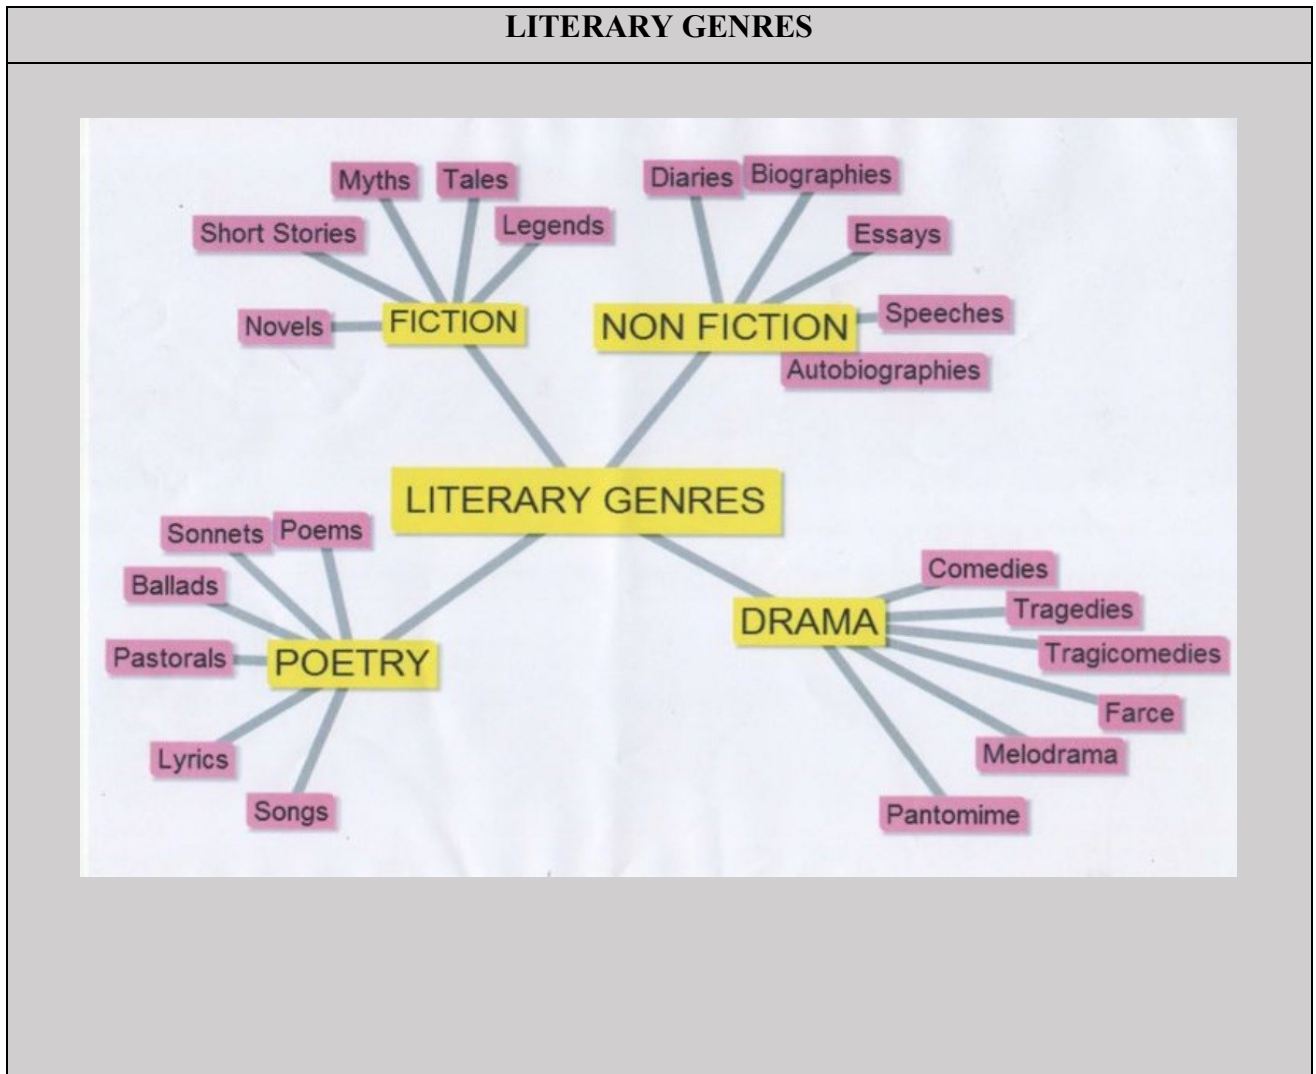 LITERARY GENRES
Myths
Tales
Diaries
Biographies
Short Stories
Legends
Essays
Novels
FICTION
NON FICTION
Speeches
Autobiographies
LITERARY GENRES
Sonnets
Poems
Ballads
Pastorals
POETRY
Lyrics
Songs
Comedies
DRAMA
Tragedies
Tragicomedies
Farce
Melodrama
Pantomime